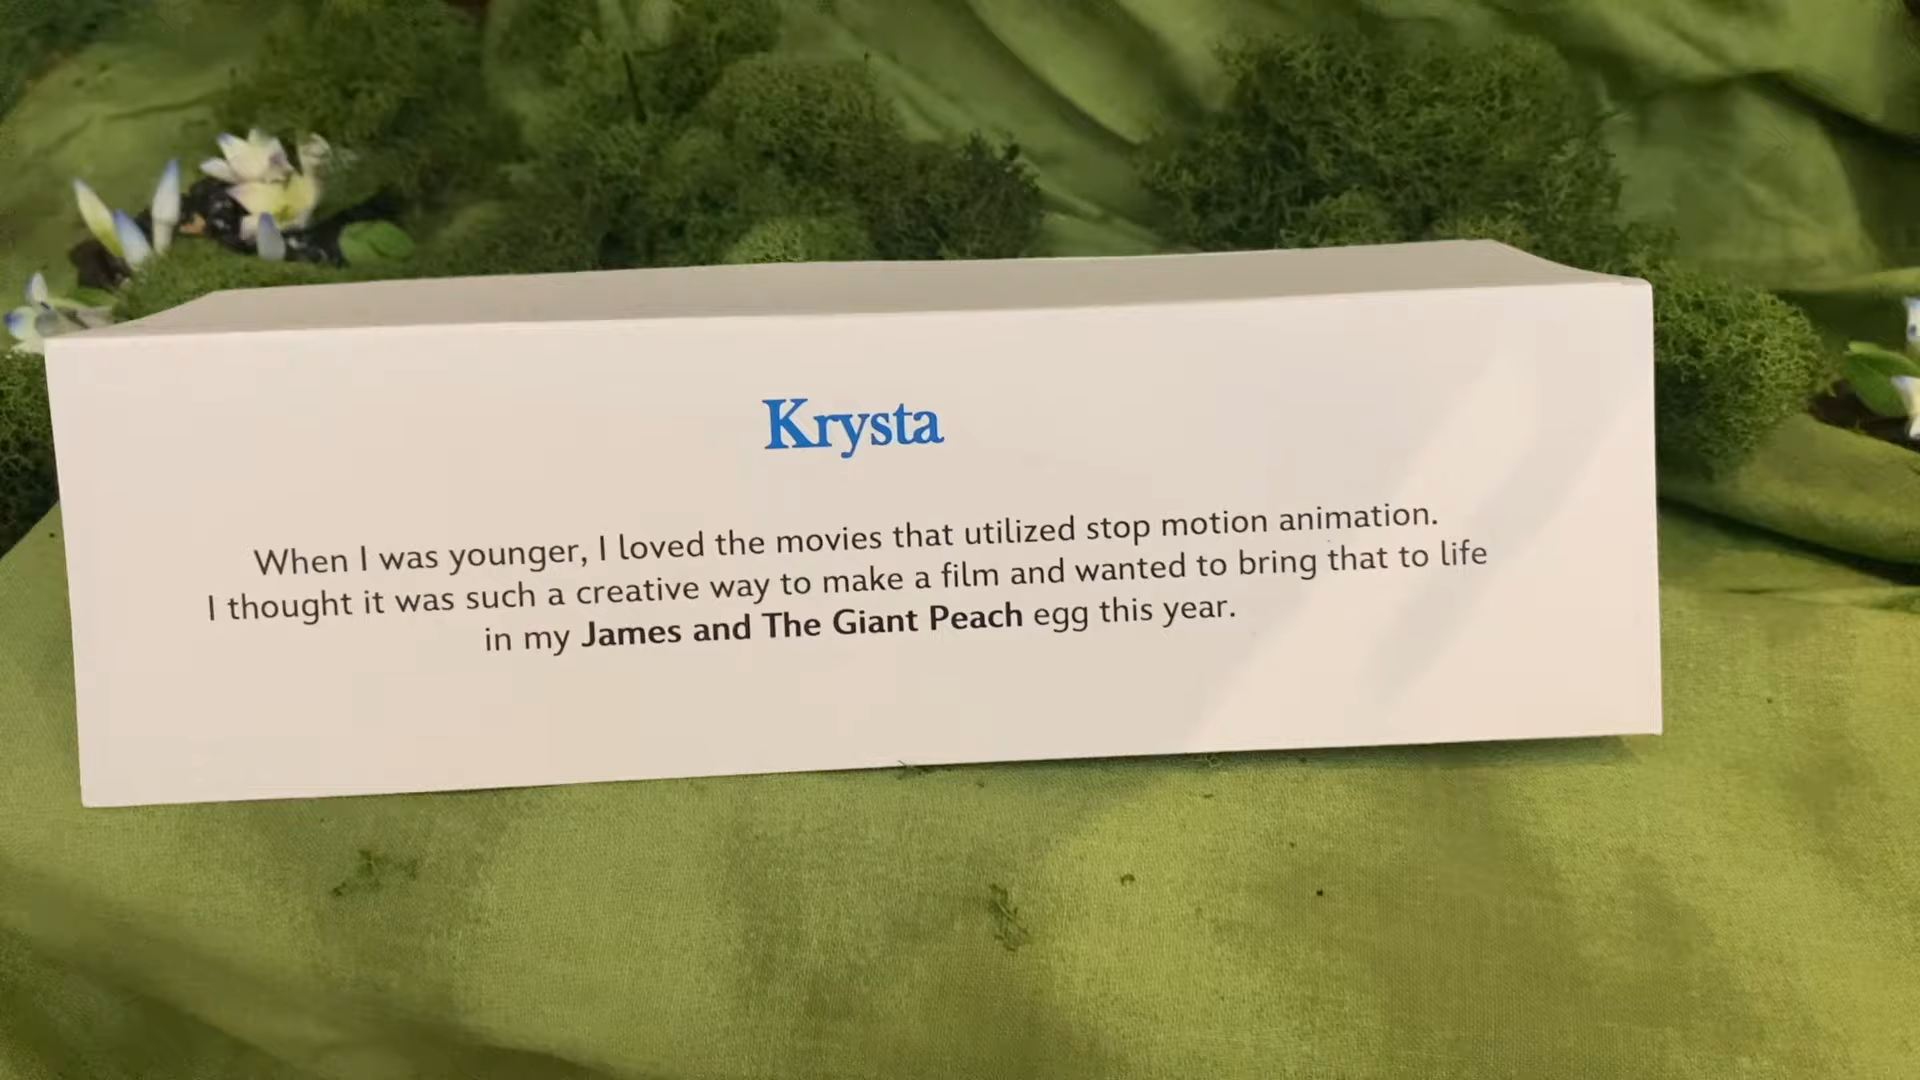 Krysta
When I was younger, I loved the movies that utilized stop motion animation.
I thought it was such a creative way to make a film and wanted to bring that to life
in my James and The Giant Peach egg this year.